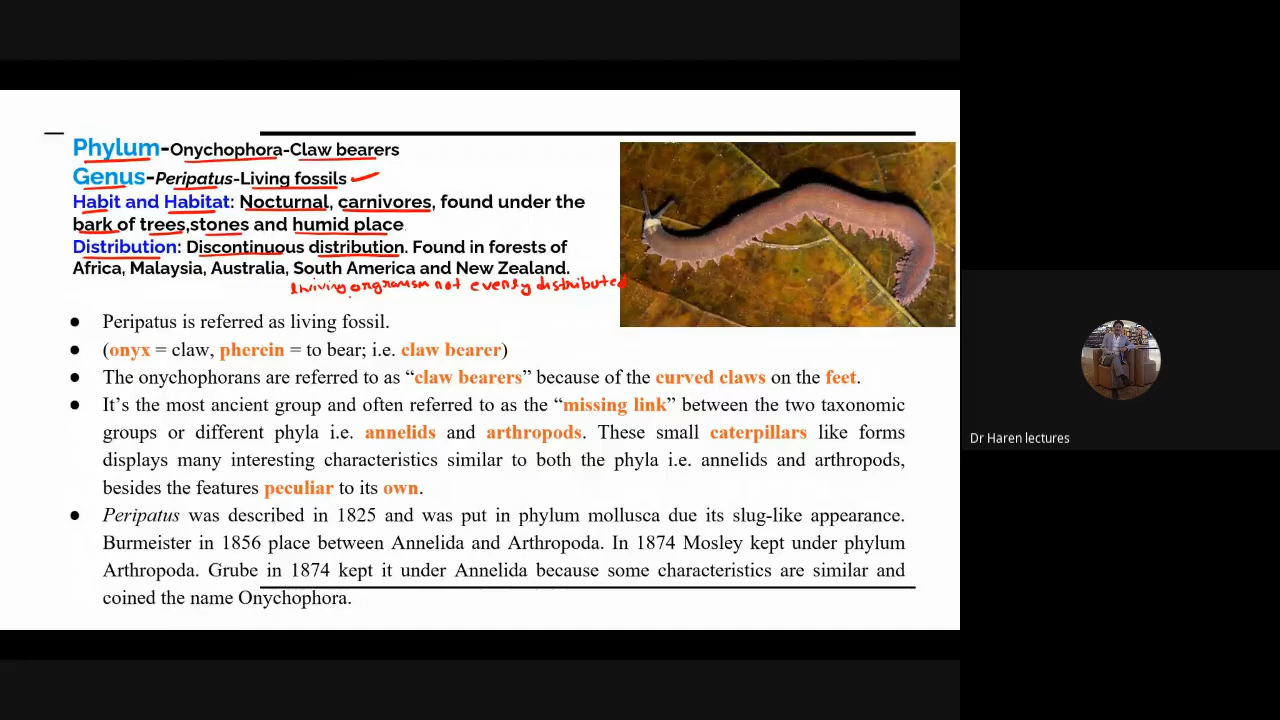 Phylum-Onychophora-Claw bearers
Genus-Peripatus-Living fossils
Habit and Habitat: Nocturnal, carnivores, found under the
bark of trees,stones and humid place
Distribution: Discontinuous distribution. Found in forests of
Africa, Malaysia, Australia, South America and New Zealand.
living orgranism not evenly distributed
● Peripatus is referred as living fossil.
● (onyx = claw, pherein = to bear; i.e. claw bearer)
● The onychophorans are referred to as “claw bearers” because of the curved claws on the feet.
● It’s the most ancient group and often referred to as the “missing link” between the two taxonomic
groups or different phyla i.e. annelids and arthropods. These small caterpillars like forms
displays many interesting characteristics similar to both the phyla i.e. annelids and arthropods,
besides the features peculiar to its own.
● Peripatus was described in 1825 and was put in phylum mollusca due its slug-like appearance.
Burmeister in 1856 place between Annelida and Arthropoda. In 1874 Mosley kept under phylum
Arthropoda. Grube in 1874 kept it under Annelida because some characteristics are similar and
coined the name Onychophora.
Dr Haren lectures